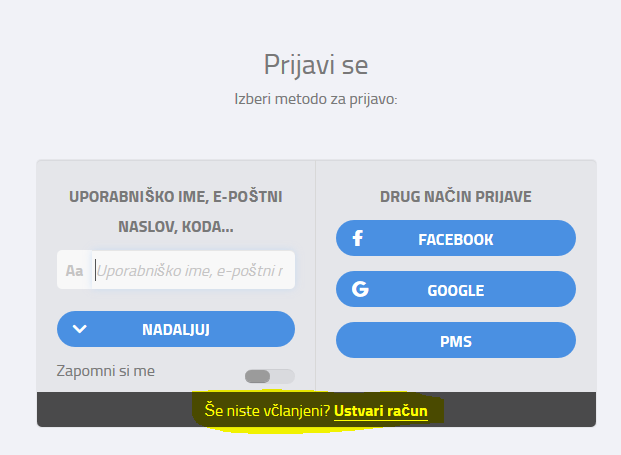 Prijavi se
Izberi metodo za prijavo:
UPORABNIŠKO IME, E-POŠTNI
NASLOV, KODA...
Aa
Uporabniško ime, e-poštni r
NADALJUJ
Zapomni si me
DRUG NAČIN PRIJAVE
FACEBOOK
GOOGLE
PMS
Še niste včlanjeni? Ustvari račun